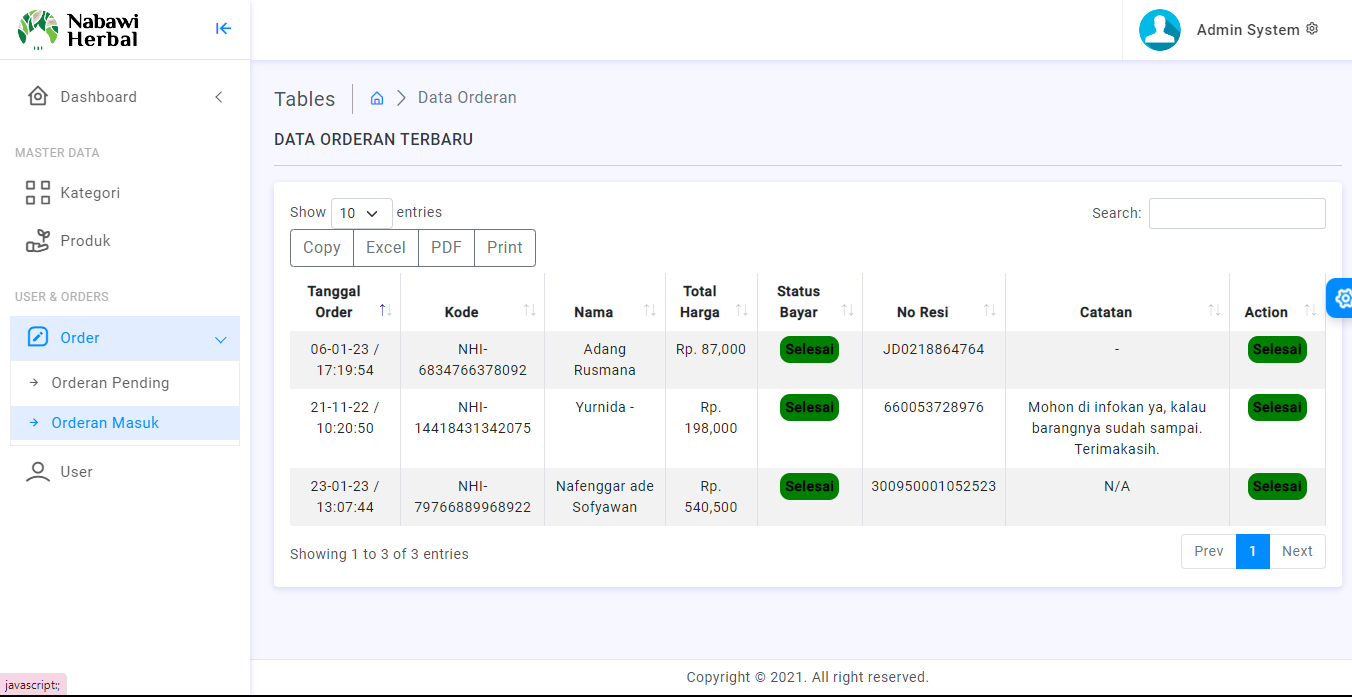 Nabawi
Herbal
Admin System
Dashboard
MASTER DATA
Kategori
Produk
USER & ORDERS
Order
Orderan Pending
Orderan Masuk
User
Tables
Data Orderan
DATA ORDERAN TERBARU
Show 10 entries
Search:
Copy Excel PDF Print
Tanggal Order Kode Nama Total Harga Status Bayar No Resi Catatan Action
06-01-23 / NHI- Adang Rp. 87,000 Selesai JD0218864764 - Selesai
17:19:54 6834766378092 Rusmana
21-11-22 / NHI- Yurnida - Rp. Selesai 660053728976 Mohon di infokan ya, kalau Selesai
10:20:50 14418431342075 198,000 barangnya sudah sampai.
Terimakasih.
23-01-23 / NHI- Nafenggar ade Rp. Selesai 300950001052523 N/A Selesai
13:07:44 79766889968922 Sofyawan 540,500
Showing 1 to 3 of 3 entries
Prev 1 Next
Copyright © 2021. All right reserved.
javascript:;